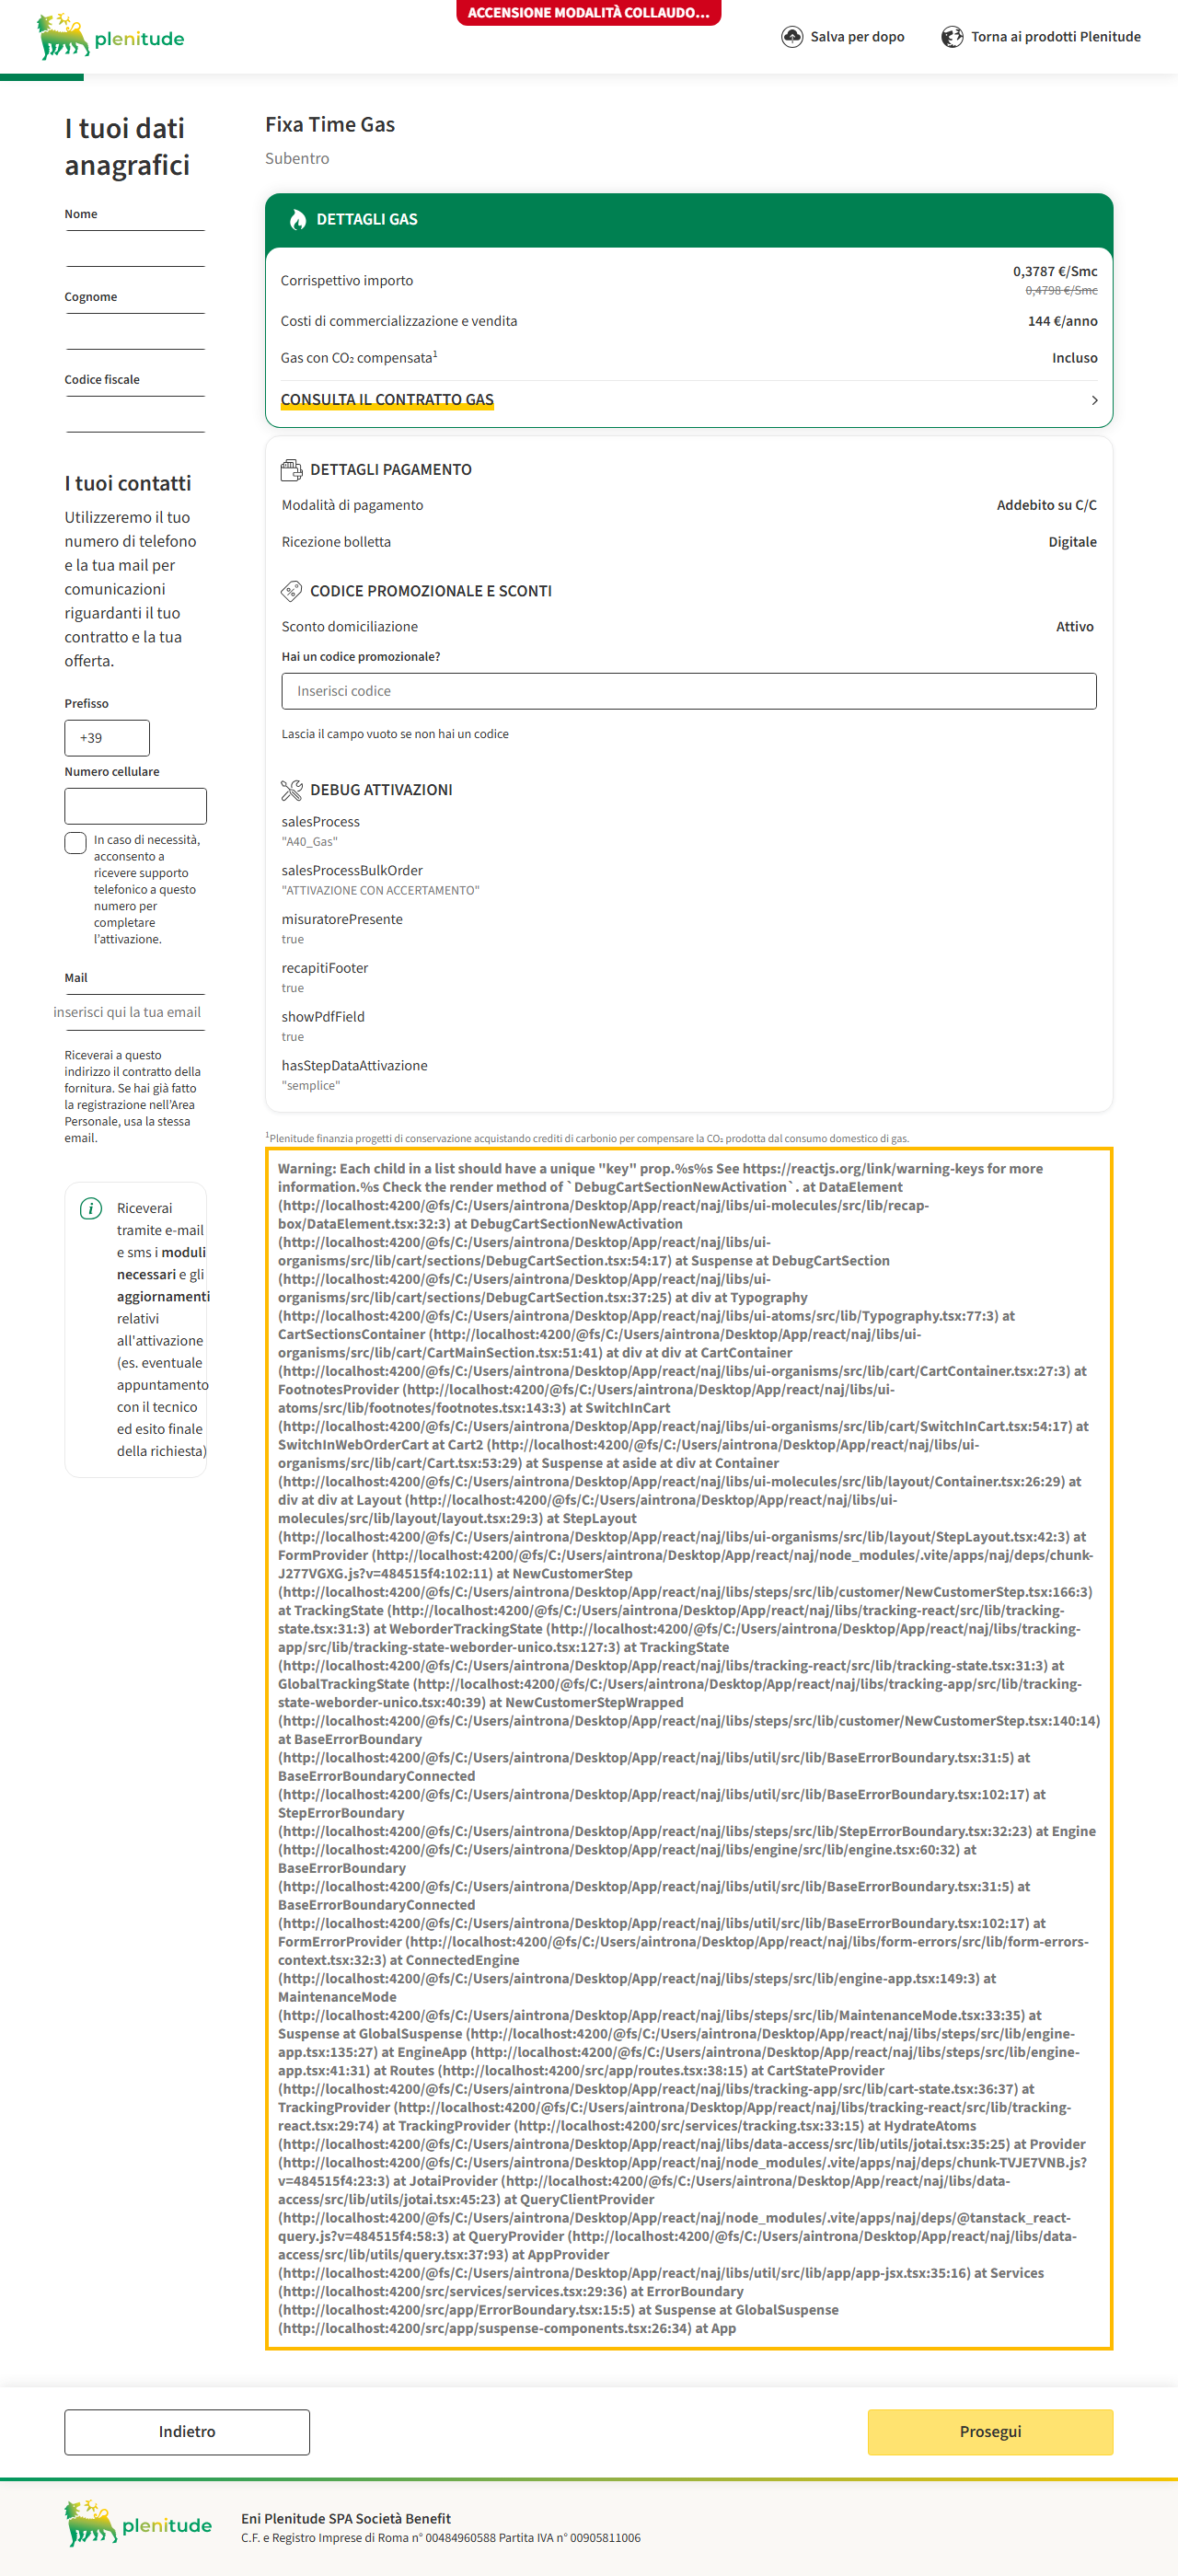 ACCENSIONE MODALITÀ COLLAUDO...
plenitude
Salva per dopo
Torna ai prodotti Plenitude
I tuoi dati
anagrafici
Nome
Cognome
Codice fiscale
I tuoi contatti
Utilizzeremo il tuo
numero di telefono
e la tua mail per
comunicazioni
riguardanti il tuo
contratto e la tua
offerta.
Prefisso
+39
Numero cellulare
In caso di necessità,
acconsento a
ricevere supporto
telefonico a questo
numero per
completare
l'attivazione.
Mail
inserisci qui la tua email
Riceverai a questo
indirizzo il contratto della
fornitura. Se hai già fatto
la registrazione nell'Area
Personale, usa la stessa
email.
Riceverai
tramite e-mail
e sms i moduli
necessari e gli
aggiornamenti
relativi
all'attivazione
(es. eventuale
appuntamento
con il tecnico
ed esito finale
della richiesta)
Fixa Time Gas
Subentro
DETTAGLI GAS
Corrispettivo importo
0,3787 €/Smc
0,4798 €/Smc
Costi di commercializzazione e vendita
144 €/anno
Gas con CO₂ compensata¹
Incluso
CONSULTA IL CONTRATTO GAS
DETTAGLI PAGAMENTO
Modalità di pagamento
Addebito su C/C
Ricezione bolletta
Digitale
CODICE PROMOZIONALE E SCONTI
Sconto domiciliazione
Attivo
Hai un codice promozionale?
Inserisci codice
Lascia il campo vuoto se non hai un codice
DEBUG ATTIVAZIONI
salesProcess
"A40_Gas"
salesProcessBulkOrder
"ATTIVAZIONE CON ACCERTAMENTO"
misuratorePresente
true
recapitiFooter
true
showPdfField
true
hasStepDataAttivazione
"semplice"
¹Plenitude finanzia progetti di conservazione acquistando crediti di carbonio per compensare la CO₂ prodotta dal consumo domestico di gas.
Warning: Each child in a list should have a unique "key" prop.%s%s See https://reactjs.org/link/warning-keys for more
information.%s Check the render method of `DebugCartSectionNewActivation`. at DataElement
(http://localhost:4200/@fs/C:/Users/aintrona/Desktop/App/react/naj/libs/ui-molecules/src/lib/recap-
box/DataElement.tsx:32:3) at DebugCartSectionNewActivation
(http://localhost:4200/@fs/C:/Users/aintrona/Desktop/App/react/naj/libs/ui-
organisms/src/lib/cart/sections/DebugCartSection.tsx:54:17) at Suspense at DebugCartSection
(http://localhost:4200/@fs/C:/Users/aintrona/Desktop/App/react/naj/libs/ui-
organisms/src/lib/cart/sections/DebugCartSection.tsx:37:25) at div at Typography
(http://localhost:4200/@fs/C:/Users/aintrona/Desktop/App/react/naj/libs/ui-atoms/src/lib/Typography.tsx:77:3) at
CartSectionsContainer (http://localhost:4200/@fs/C:/Users/aintrona/Desktop/App/react/naj/libs/ui-
organisms/src/lib/cart/CartMainSection.tsx:51:41) at div at div at CartContainer
(http://localhost:4200/@fs/C:/Users/aintrona/Desktop/App/react/naj/libs/ui-organisms/src/lib/cart/CartContainer.tsx:27:3) at
FootnotesProvider (http://localhost:4200/@fs/C:/Users/aintrona/Desktop/App/react/naj/libs/ui-
atoms/src/lib/footnotes/footnotes.tsx:143:3) at SwitchInCart
(http://localhost:4200/@fs/C:/Users/aintrona/Desktop/App/react/naj/libs/ui-organisms/src/lib/cart/SwitchInCart.tsx:54:17) at
SwitchInWebOrderCart at Cart2 (http://localhost:4200/@fs/C:/Users/aintrona/Desktop/App/react/naj/libs/ui-
organisms/src/lib/cart/Cart.tsx:53:29) at Suspense at aside at div at Container
(http://localhost:4200/@fs/C:/Users/aintrona/Desktop/App/react/naj/libs/ui-molecules/src/lib/layout/Container.tsx:26:29) at
div at div at Layout (http://localhost:4200/@fs/C:/Users/aintrona/Desktop/App/react/naj/libs/ui-
molecules/src/lib/layout/layout.tsx:29:3) at StepLayout
(http://localhost:4200/@fs/C:/Users/aintrona/Desktop/App/react/naj/libs/ui-organisms/src/lib/layout/StepLayout.tsx:42:3) at
FormProvider (http://localhost:4200/@fs/C:/Users/aintrona/Desktop/App/react/naj/node_modules/.vite/apps/naj/deps/chunk-
J277VGXG.js?v=484515f4:102:11) at NewCustomerStep
(http://localhost:4200/@fs/C:/Users/aintrona/Desktop/App/react/naj/libs/steps/src/lib/customer/NewCustomerStep.tsx:166:3)
at TrackingState (http://localhost:4200/@fs/C:/Users/aintrona/Desktop/App/react/naj/libs/tracking-react/src/lib/tracking-
state.tsx:31:3) at WeborderTrackingState (http://localhost:4200/@fs/C:/Users/aintrona/Desktop/App/react/naj/libs/tracking-
app/src/lib/tracking-state-weborder-unico.tsx:127:3) at TrackingState
(http://localhost:4200/@fs/C:/Users/aintrona/Desktop/App/react/naj/libs/tracking-react/src/lib/tracking-state.tsx:31:3) at
GlobalTrackingState (http://localhost:4200/@fs/C:/Users/aintrona/Desktop/App/react/naj/libs/tracking-app/src/lib/tracking-
state-weborder-unico.tsx:40:39) at NewCustomerStepWrapped
(http://localhost:4200/@fs/C:/Users/aintrona/Desktop/App/react/naj/libs/steps/src/lib/customer/NewCustomerStep.tsx:140:14)
at BaseErrorBoundary
(http://localhost:4200/@fs/C:/Users/aintrona/Desktop/App/react/naj/libs/util/src/lib/BaseErrorBoundary.tsx:31:5) at
BaseErrorBoundaryConnected
(http://localhost:4200/@fs/C:/Users/aintrona/Desktop/App/react/naj/libs/util/src/lib/BaseErrorBoundary.tsx:102:17) at
StepErrorBoundary
(http://localhost:4200/@fs/C:/Users/aintrona/Desktop/App/react/naj/libs/steps/src/lib/StepErrorBoundary.tsx:32:23) at Engine
(http://localhost:4200/@fs/C:/Users/aintrona/Desktop/App/react/naj/libs/engine/src/lib/engine.tsx:60:32) at
BaseErrorBoundary
(http://localhost:4200/@fs/C:/Users/aintrona/Desktop/App/react/naj/libs/util/src/lib/BaseErrorBoundary.tsx:31:5) at
BaseErrorBoundaryConnected
(http://localhost:4200/@fs/C:/Users/aintrona/Desktop/App/react/naj/libs/util/src/lib/BaseErrorBoundary.tsx:102:17) at
FormErrorProvider (http://localhost:4200/@fs/C:/Users/aintrona/Desktop/App/react/naj/libs/form-errors/src/lib/form-errors-
context.tsx:32:3) at ConnectedEngine
(http://localhost:4200/@fs/C:/Users/aintrona/Desktop/App/react/naj/libs/steps/src/lib/engine-app.tsx:149:3) at
MaintenanceMode
(http://localhost:4200/@fs/C:/Users/aintrona/Desktop/App/react/naj/libs/steps/src/lib/MaintenanceMode.tsx:33:35) at
Suspense at GlobalSuspense (http://localhost:4200/@fs/C:/Users/aintrona/Desktop/App/react/naj/libs/steps/src/lib/engine-
app.tsx:135:27) at EngineApp (http://localhost:4200/@fs/C:/Users/aintrona/Desktop/App/react/naj/libs/steps/src/lib/engine-
app.tsx:41:31) at Routes (http://localhost:4200/src/app/routes.tsx:38:15) at CartStateProvider
(http://localhost:4200/@fs/C:/Users/aintrona/Desktop/App/react/naj/libs/tracking-app/src/lib/cart-state.tsx:36:37) at
TrackingProvider (http://localhost:4200/@fs/C:/Users/aintrona/Desktop/App/react/naj/libs/tracking-react/src/lib/tracking-
react.tsx:29:74) at TrackingProvider (http://localhost:4200/src/services/tracking.tsx:33:15) at HydrateAtoms
(http://localhost:4200/@fs/C:/Users/aintrona/Desktop/App/react/naj/libs/data-access/src/lib/utils/jotai.tsx:35:25) at Provider
(http://localhost:4200/@fs/C:/Users/aintrona/Desktop/App/react/naj/node_modules/.vite/apps/naj/deps/chunk-TVJE7VNB.js?
v=484515f4:23:3) at JotaiProvider (http://localhost:4200/@fs/C:/Users/aintrona/Desktop/App/react/naj/libs/data-
access/src/lib/utils/jotai.tsx:45:23) at QueryClientProvider
(http://localhost:4200/@fs/C:/Users/aintrona/Desktop/App/react/naj/node_modules/.vite/apps/naj/deps/@tanstack_react-
query.js?v=484515f4:58:3) at QueryProvider (http://localhost:4200/@fs/C:/Users/aintrona/Desktop/App/react/naj/libs/data-
access/src/lib/utils/query.tsx:37:93) at AppProvider
(http://localhost:4200/@fs/C:/Users/aintrona/Desktop/App/react/naj/libs/util/src/lib/app/app-jsx.tsx:35:16) at Services
(http://localhost:4200/src/services/services.tsx:29:36) at ErrorBoundary
(http://localhost:4200/src/app/ErrorBoundary.tsx:15:5) at Suspense at GlobalSuspense
(http://localhost:4200/src/app/suspense-components.tsx:26:34) at App
Indietro
Prosegui
plenitude
Eni Plenitude SPA Società Benefit
C.F. e Registro Imprese di Roma n° 00484960588 Partita IVA n° 00905811006